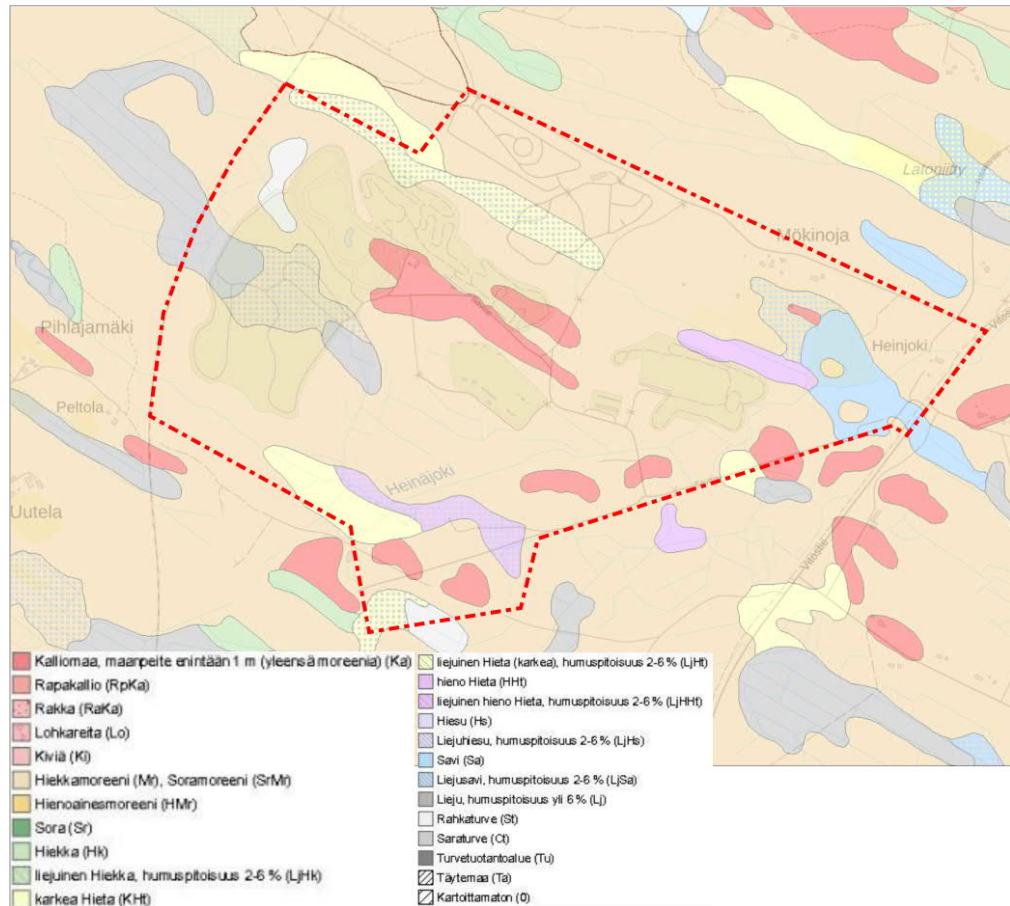 Latoniitty
Mökinoja
Pihlajamäki
Heinjoki
Peltola
Heinäjoki
Uutela
Vitostie
Kalliomaa, maanpeite enintään 1 m (yleensä moreenia) (Ka)
Rapakallio (RpKa)
Rakka (RaKa)
Lohkareita (Lo)
Kiviä (Ki)
Hiekkamoreeni (Mr), Soramoreeni (SrMr)
Hienoainesmoreeni (HMr)
Sora (Sr)
Hiekka (Hk)
liejuinen Hiekka, humuspitoisuus 2-6 % (LjHk)
karkea Hieta (KHt)
liejuinen Hieta (karkea), humuspitoisuus 2-6 % (LjHt)
hieno Hieta (HHt)
liejuinen hieno Hieta, humuspitoisuus 2-6 % (LjHHt)
Hiesu (Hs)
Liejuhiesu, humuspitoisuus 2-6 % (LjHs)
Savi (Sa)
Liejusavi, humuspitoisuus 2-6 % (LjSa)
Lieju, humuspitoisuus yli 6 % (Lj)
Rahkaturve (St)
Saraturve (Ct)
Turvetuotantoalue (Tu)
Täytemaa (Ta)
Kartoittamaton (0)